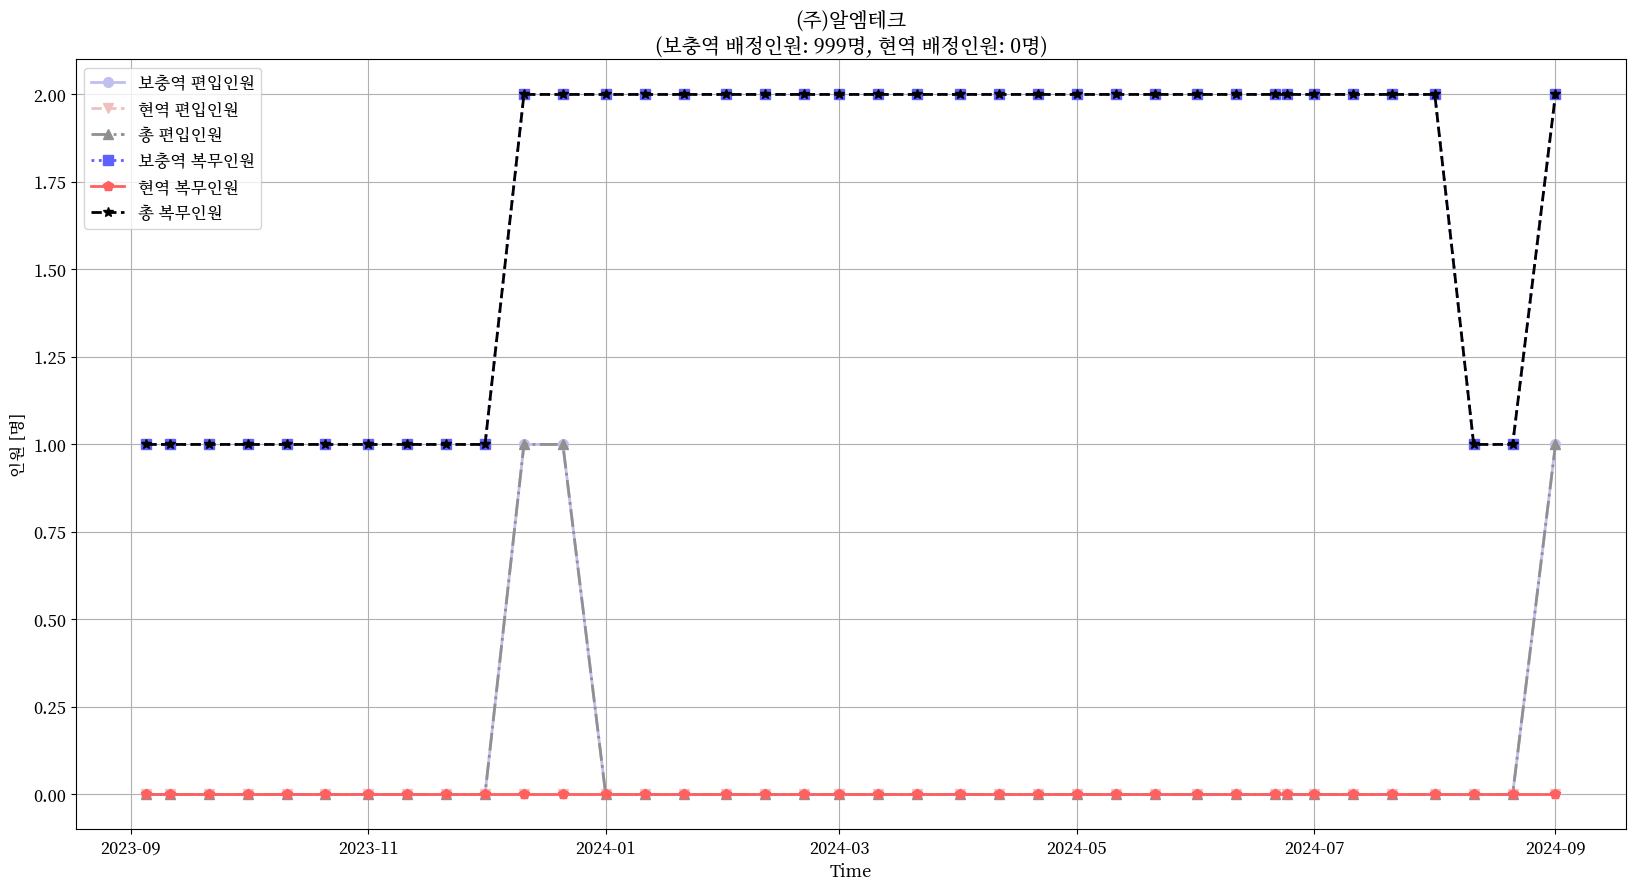 (주)알엠테크
(보충역 배정인원: 999명, 현역 배정인원: 0명)
보충역 편입인원
현역 편입인원
총 편입인원
보충역 복무인원
현역 복무인원
총 복무인원
2.00
1.75
1.50
1.25
1.00
0.75
0.50
0.25
0.00
인원 [명]
2023-09 2023-11 2024-01 2024-03 2024-05 2024-07 2024-09
Time